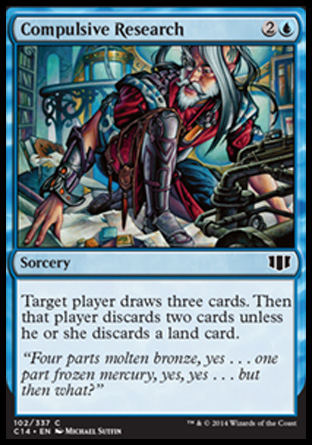 Compulsive Research 2
Sorcery
Target player draws three cards. Then
that player discards two cards unless
he or she discards a land card.
“Four parts molten bronze, yes . . . one
part frozen mercury, yes, yes . . . but
then what?”
102/337 C
C14 • EN Michael Sutfin ™ & © 2014 Wizards of the Coast